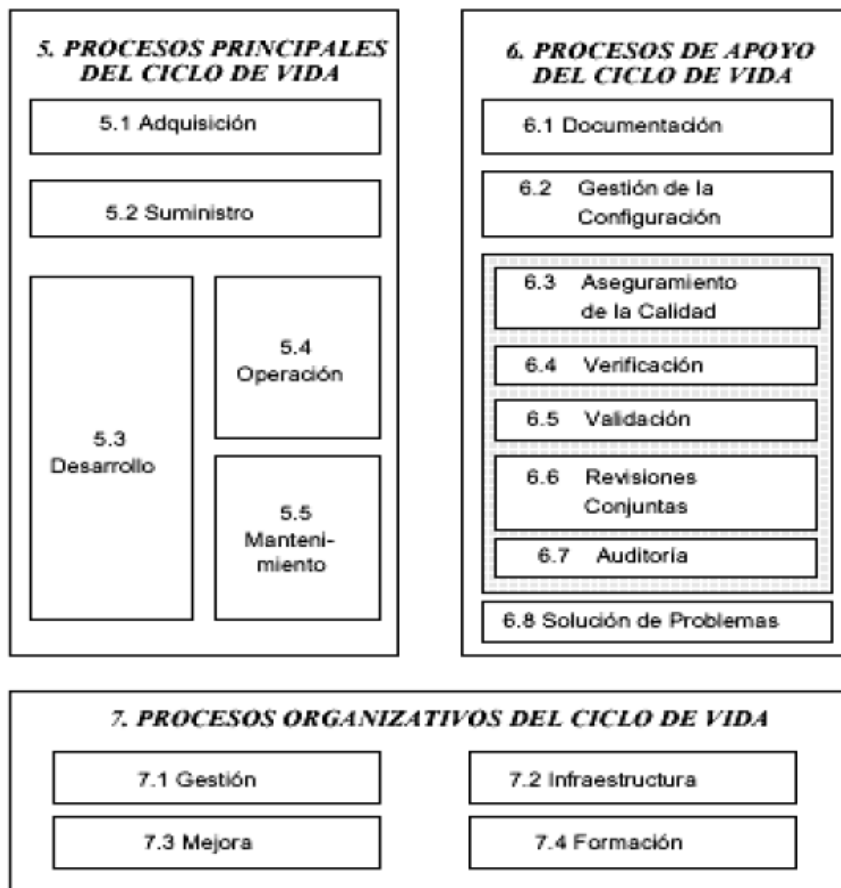 5. PROCESOS PRINCIPALES
DEL CICLO DE VIDA
5.1 Adquisición
5.2 Suministro
5.3
Desarrollo
5.4
Operación
5.5
Manteni-
miento
6. PROCESOS DE APOYO
DEL CICLO DE VIDA
6.1 Documentación
6.2 Gestión de la
Configuración
6.3 Aseguramiento
de la Calidad
6.4 Verificación
6.5 Validación
6.6 Revisiones
Conjuntas
6.7 Auditoría
6.8 Solución de Problemas
7. PROCESOS ORGANIZATIVOS DEL CICLO DE VIDA
7.1 Gestión
7.2 Infraestructura
7.3 Mejora
7.4 Formación